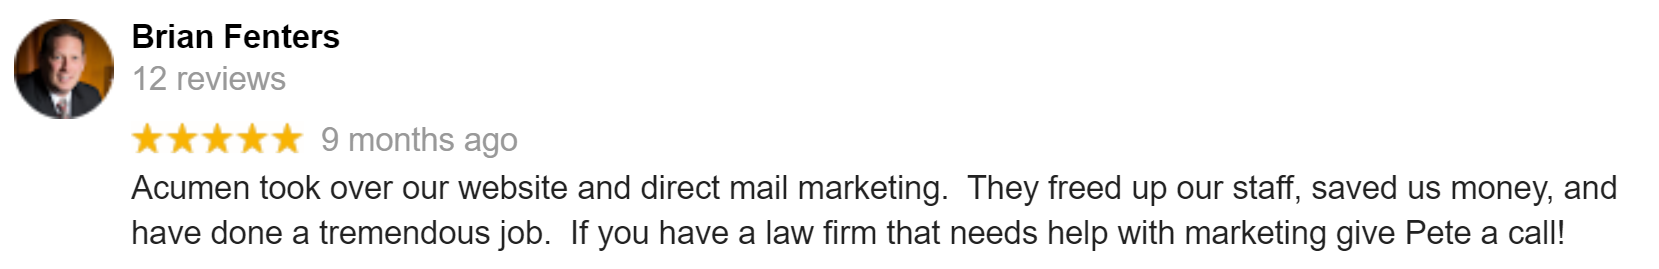 Brian Fenters
12 reviews
9 months ago
Acumen took over our website and direct mail marketing.  They freed up our staff, saved us money, and
have done a tremendous job.  If you have a law firm that needs help with marketing give Pete a call!